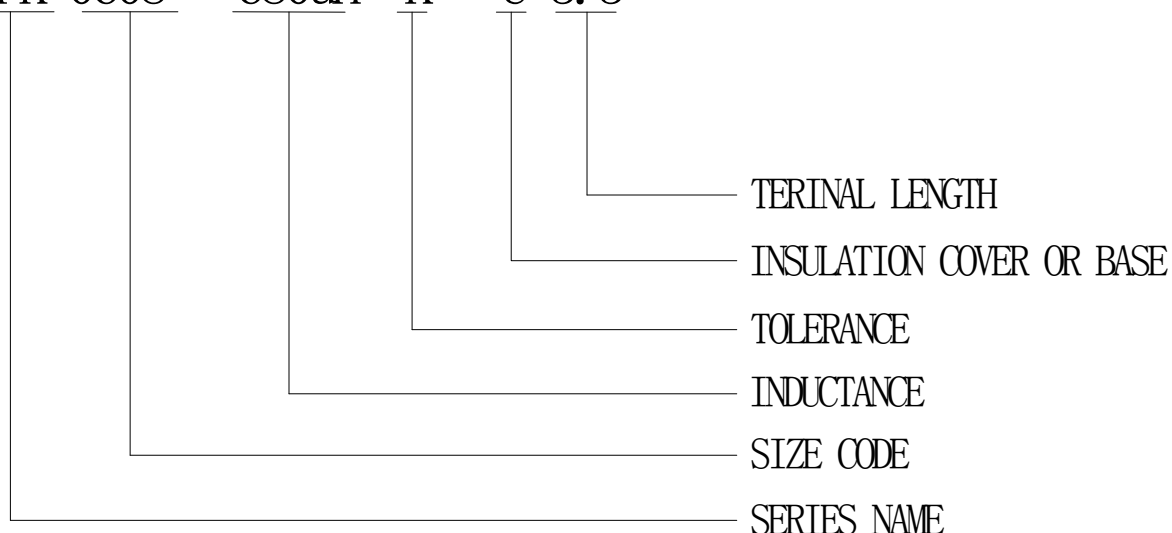 TERINAL LENGTH
INSULATION COVER OR BASE
TOLERANCE
INDUCTANCE
SIZE CODE
SERIES NAME